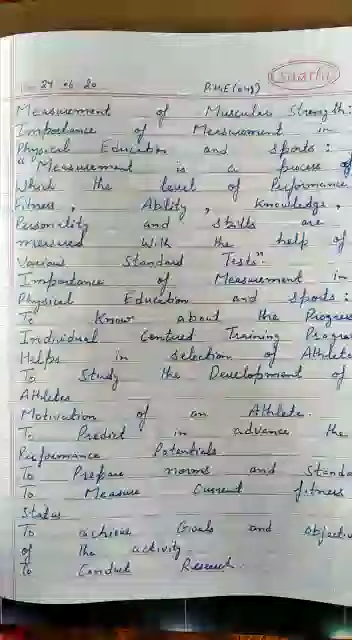 24 06 20 P.H.E (048)
Measurement of Muscular Strength:
Importance of Measurement in
Physical Education and sports:
"Measurement is a process of
Which the level of Performance
Fitness, Ability, Knowledge,
Personality and skills are
measured With the help of
Various Standard Tests".
Importance of Measurement in
Physical Education and sports:
To Know about the Progress
Individual Centred Training Progra
Helps in selection of Athlete
To Study the Development of
Athletes
Motivation of an Athlete.
To Predict in advance the
Performance Potentials
To Prepare norms and Standa
To Measure Current fitness
Status
To achieve Goals and objectiv
of the activity.
To Conduct Research.